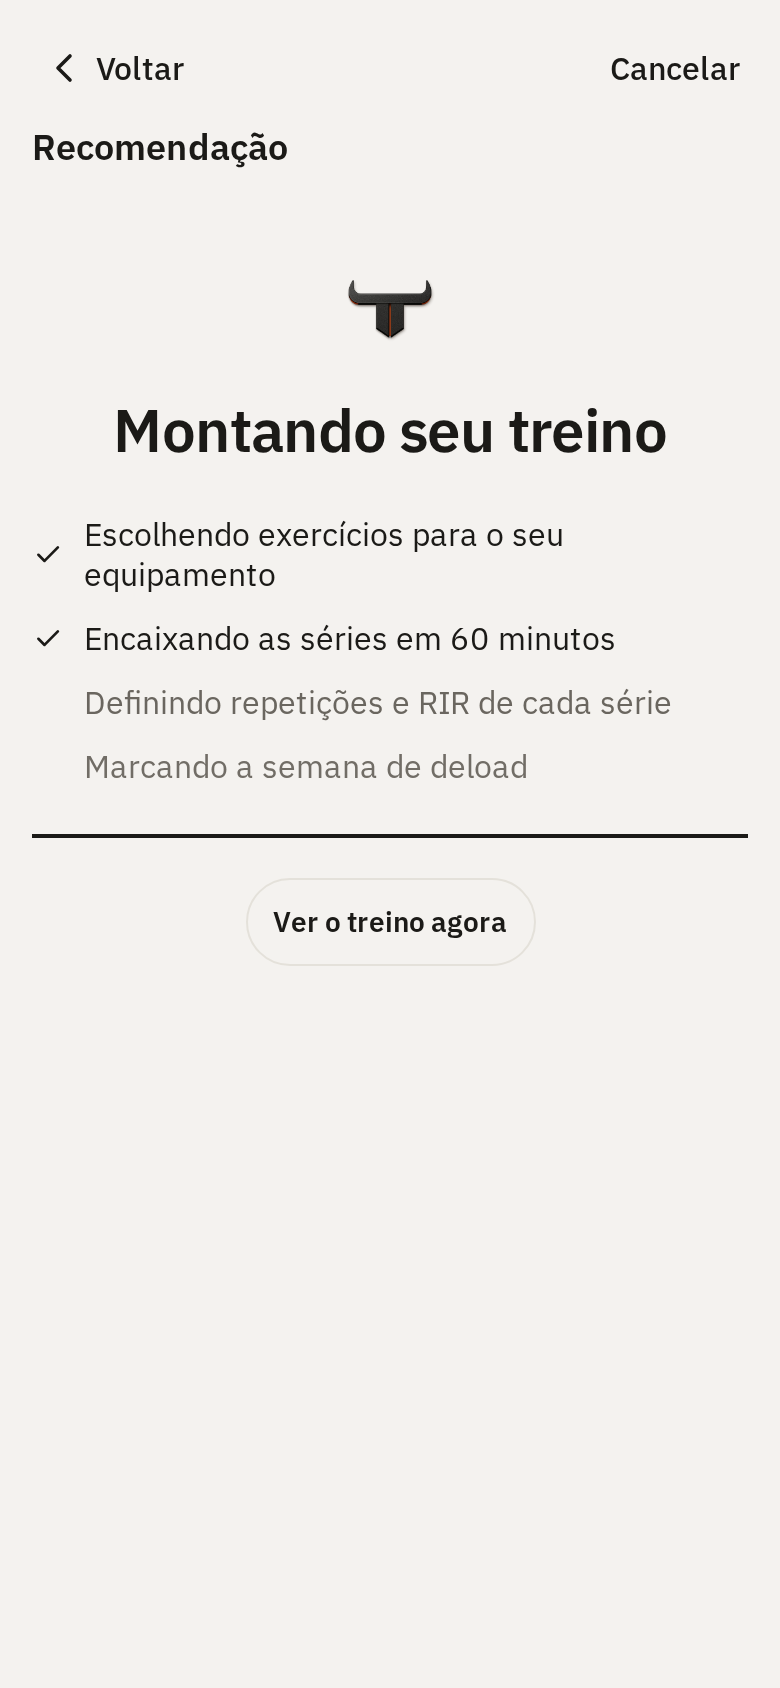 Voltar
Cancelar
Recomendação
Montando seu treino
Escolhendo exercícios para o seu
equipamento
Encaixando as séries em 60 minutos
Definindo repetições e RIR de cada série
Marcando a semana de deload
Ver o treino agora